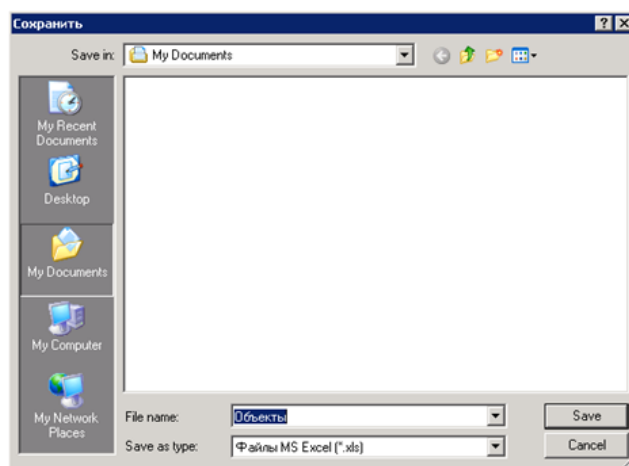 Сохранить
Save in: My Documents
My Recent
Documents
Desktop
My Documents
My Computer
My Network
Places
File name: Объекты Save
Save as type: Файлы MS Excel (*.xls) Cancel